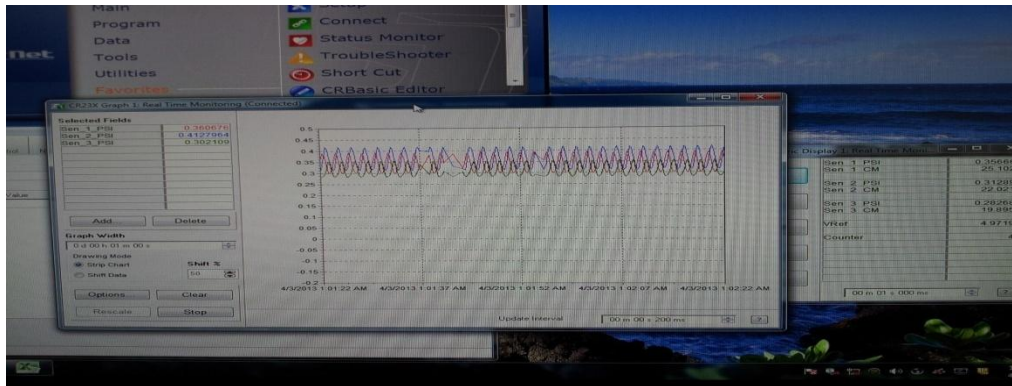 Main
Program
Data
Tools
Utilities
Favorites
Setup
Connect
Status Monitor
TroubleShooter
Short Cut
CRBasic Editor
net
CR23X Graph 1: Real Time Monitoring (Connected)
Selected Fields
Sen_1_PSI 0.360676
Sen_2_PSI 0.4127964
Sen_3_PSI 0.302109
Add... Delete
Graph Width
0 d 00 h 01 m 00 s
Drawing Mode
Strip Chart
Shift Data
Shift %
50
Options... Clear
Rescale Stop
0.5
0.45
0.4
0.35
0.3
0.25
0.2
0.15
0.1
0.05
0
-0.05
-0.1
-0.15
-0.2
4/3/2013 1:01:22 AM 4/3/2013 1:01:37 AM 4/3/2013 1:01:52 AM 4/3/2013 1:02:07 AM 4/3/2013 1:02:22 AM
Update Interval 00 m 00 s 200 ms
Display 1: Real Time Moni
Sen_1_PSI
Sen_1_CM 25.102
Sen_2_PSI
Sen_2_CM
Sen_3_PSI
Sen_3_CM
VRef
Counter
00 m 01 s 000 ms
Value